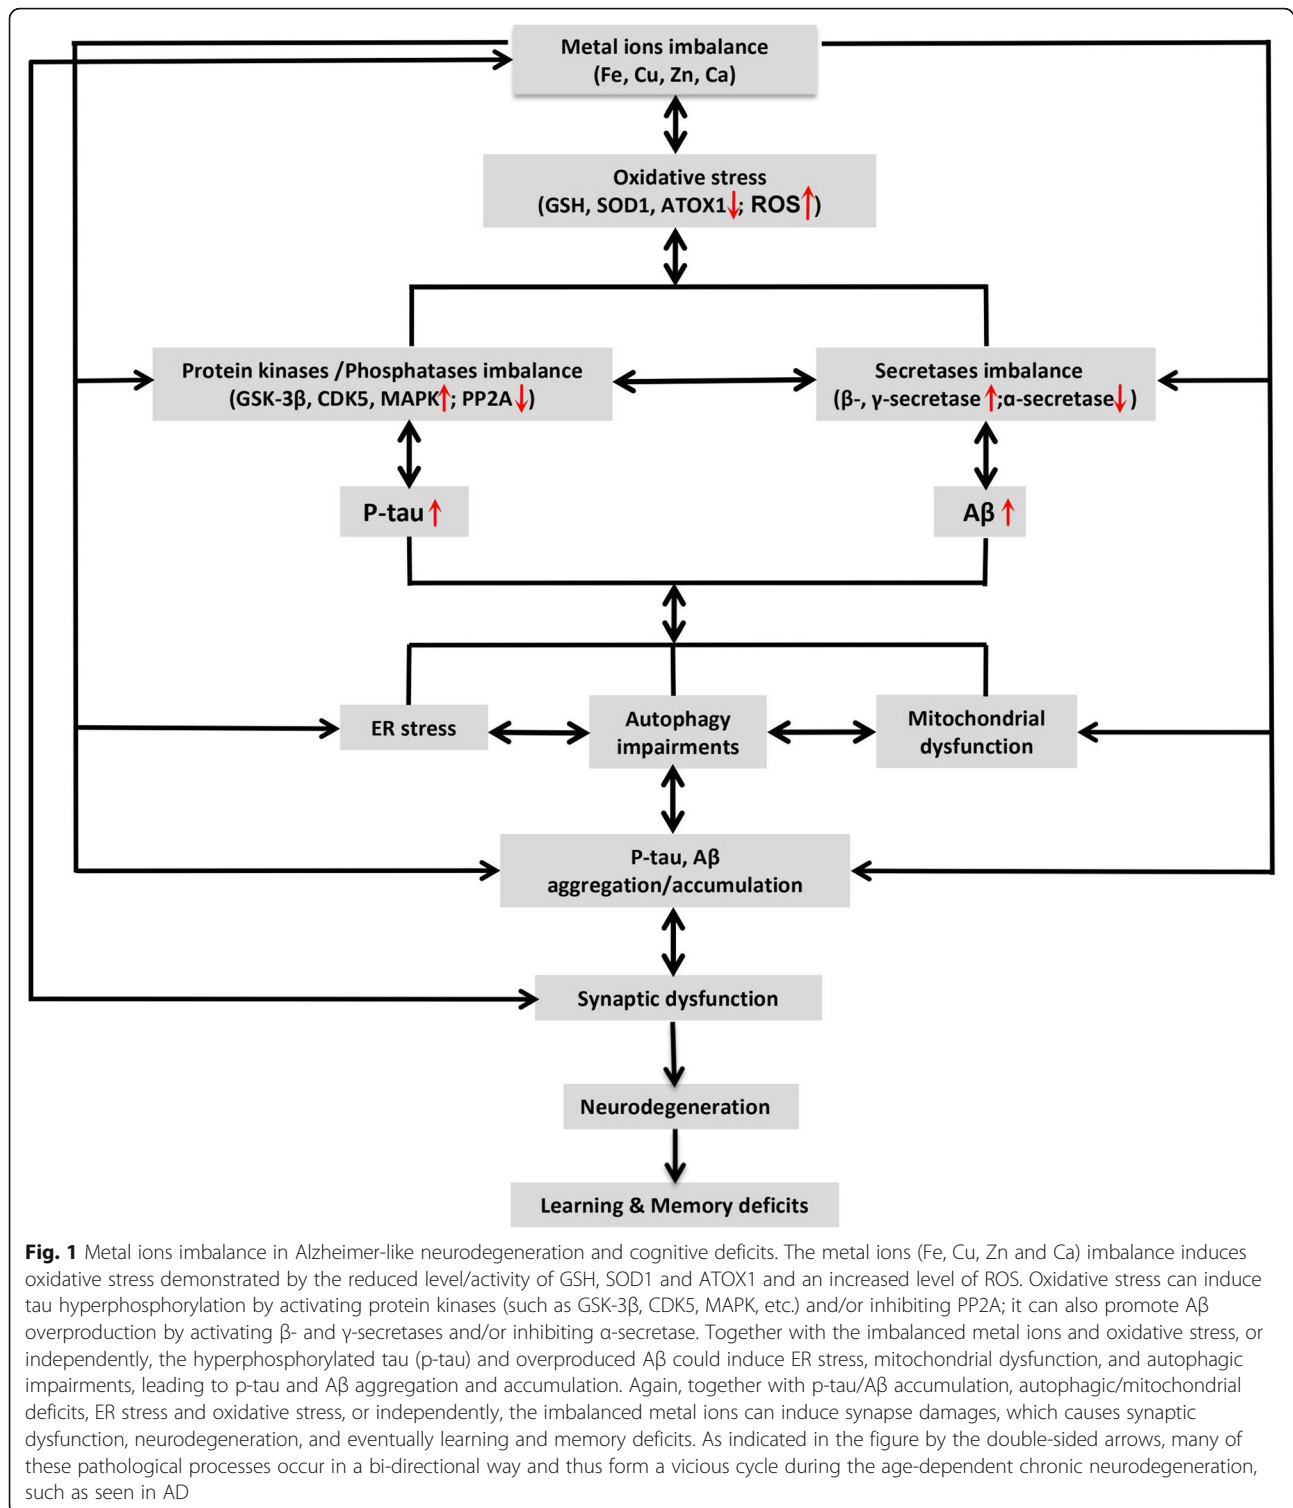 Metal ions imbalance
(Fe, Cu, Zn, Ca)
Oxidative stress
(GSH, SOD1, ATOX1↓; ROS↑)
Protein kinases /Phosphatases imbalance
(GSK-3β, CDK5, MAPK↑; PP2A↓)
Secretases imbalance
(β-, γ-secretase↑;α-secretase↓)
P-tau↑
Aβ↑
ER stress
Autophagy
impairments
Mitochondrial
dysfunction
P-tau, Aβ
aggregation/accumulation
Synaptic dysfunction
Neurodegeneration
Learning & Memory deficits
Fig. 1 Metal ions imbalance in Alzheimer-like neurodegeneration and cognitive deficits. The metal ions (Fe, Cu, Zn and Ca) imbalance induces
oxidative stress demonstrated by the reduced level/activity of GSH, SOD1 and ATOX1 and an increased level of ROS. Oxidative stress can induce
tau hyperphosphorylation by activating protein kinases (such as GSK-3β, CDK5, MAPK, etc.) and/or inhibiting PP2A; it can also promote Aβ
overproduction by activating β- and γ-secretases and/or inhibiting α-secretase. Together with the imbalanced metal ions and oxidative stress, or
independently, the hyperphosphorylated tau (p-tau) and overproduced Aβ could induce ER stress, mitochondrial dysfunction, and autophagic
impairments, leading to p-tau and Aβ aggregation and accumulation. Again, together with p-tau/Aβ accumulation, autophagic/mitochondrial
deficits, ER stress and oxidative stress, or independently, the imbalanced metal ions can induce synapse damages, which causes synaptic
dysfunction, neurodegeneration, and eventually learning and memory deficits. As indicated in the figure by the double-sided arrows, many of
these pathological processes occur in a bi-directional way and thus form a vicious cycle during the age-dependent chronic neurodegeneration,
such as seen in AD